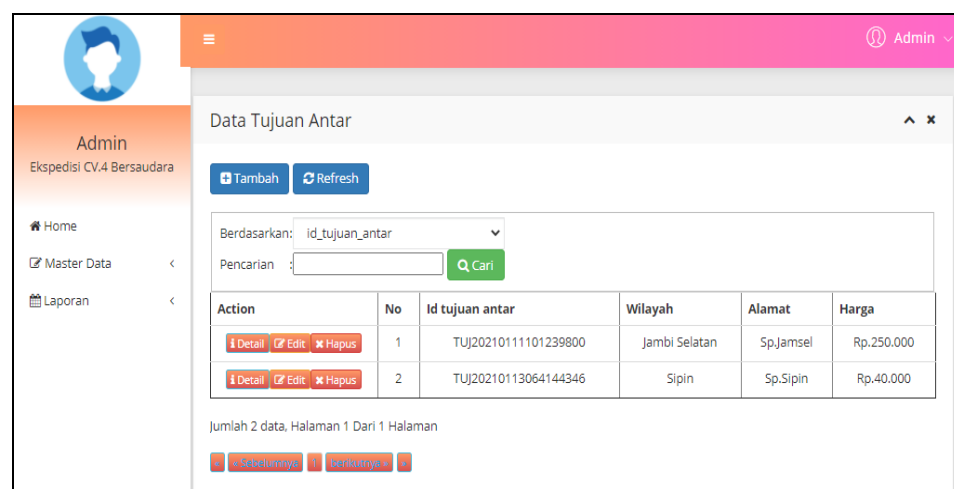 Admin
Admin
Ekspedisi CV.4 Bersaudara
Home
Master Data
Laporan
Data Tujuan Antar
Tambah Refresh
Berdasarkan: id_tujuan_antar
Pencarian : Cari
Action No Id tujuan antar Wilayah Alamat Harga
Detail Edit Hapus 1 TUJ20210111101239800 Jambi Selatan Sp.Jamsel Rp.250.000
Detail Edit Hapus 2 TUJ20210113064144346 Sipin Sp.Sipin Rp.40.000
Jumlah 2 data, Halaman 1 Dari 1 Halaman
« Sebelumnya 1 Berikutnya »